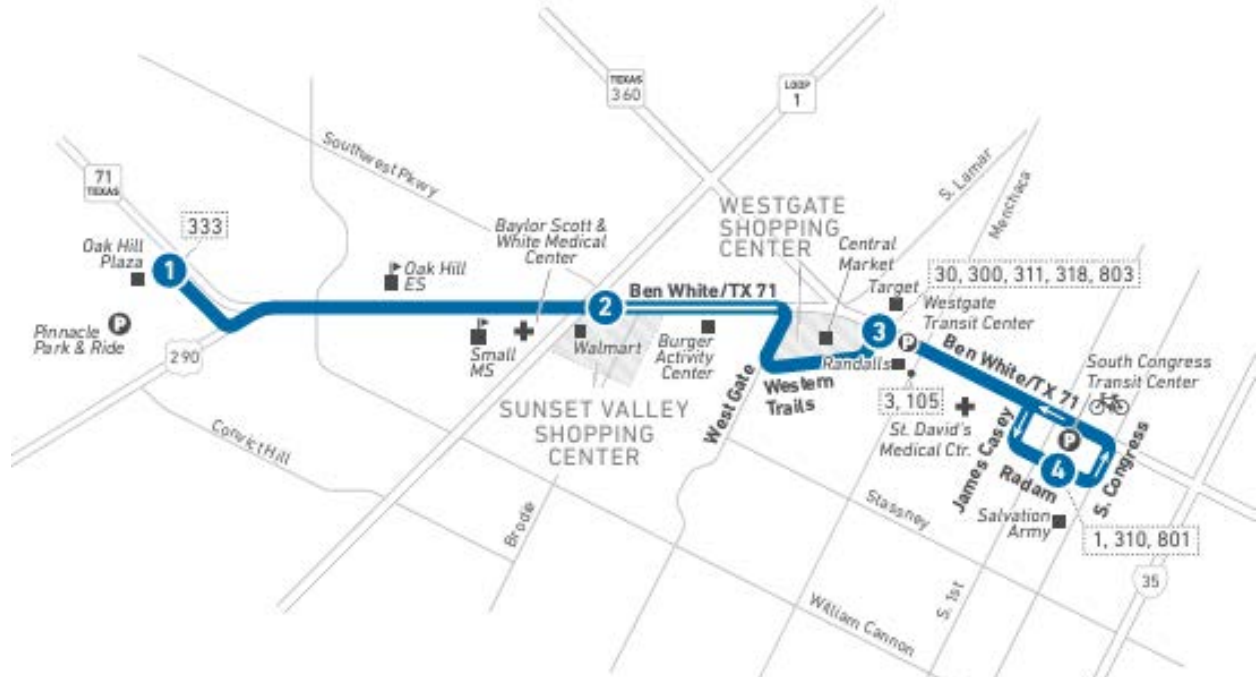 TEXAS
360
LOOP
1
Southwest Pkwy
71
TEXAS
333
Oak Hill
Plaza
1
Pinnacle
Park & Ride
P
290
Oak Hill
ES
Baylor Scott &
White Medical
Center
2
Ben White/TX 71
Small
MS
Walmart
Burger
Activity
Center
SUNSET VALLEY
SHOPPING
CENTER
Convict Hill
Brode
WESTGATE
SHOPPING
CENTER
S. Lamar
Menchaca
Central
Market
30, 300, 311, 318, 803
Target
Westgate
Transit Center
3
P
Randalls
West Gate
Western
Trails
Ben White/TX 71
South Congress
Transit Center
3, 105
St. David's
Medical Ctr.
James Casey
P
4
Radam
S. Congress
Salvation
Army
1, 310, 801
Stassney
William Cannon
S. 1st
35